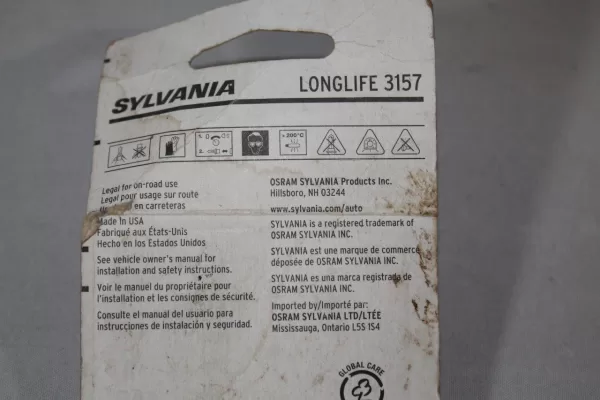 SYLVANIA
LONGLIFE 3157
> 200°C
Legal for on-road use
Legal pour usage sur route
en carreteras
Made in USA
Fabriqué aux États-Unis
Hecho en los Estados Unidos
See vehicle owner's manual for
installation and safety instructions.
Voir le manuel du propriétaire pour
l'installation et les consignes de sécurité.
Consulte el manual del usuario para
instrucciones de instalación y seguridad.
OSRAM SYLVANIA Products Inc.
Hillsboro, NH 03244
www.sylvania.com/auto
SYLVANIA is a registered trademark of
OSRAM SYLVANIA INC.
SYLVANIA est une marque de commerce
déposée de OSRAM SYLVANIA INC.
SYLVANIA es una marca registrada de
OSRAM SYLVANIA INC.
Imported by/Importé par:
OSRAM SYLVANIA LTD/LTÉE
Mississauga, Ontario L5S 1S4
GLOBAL CARE